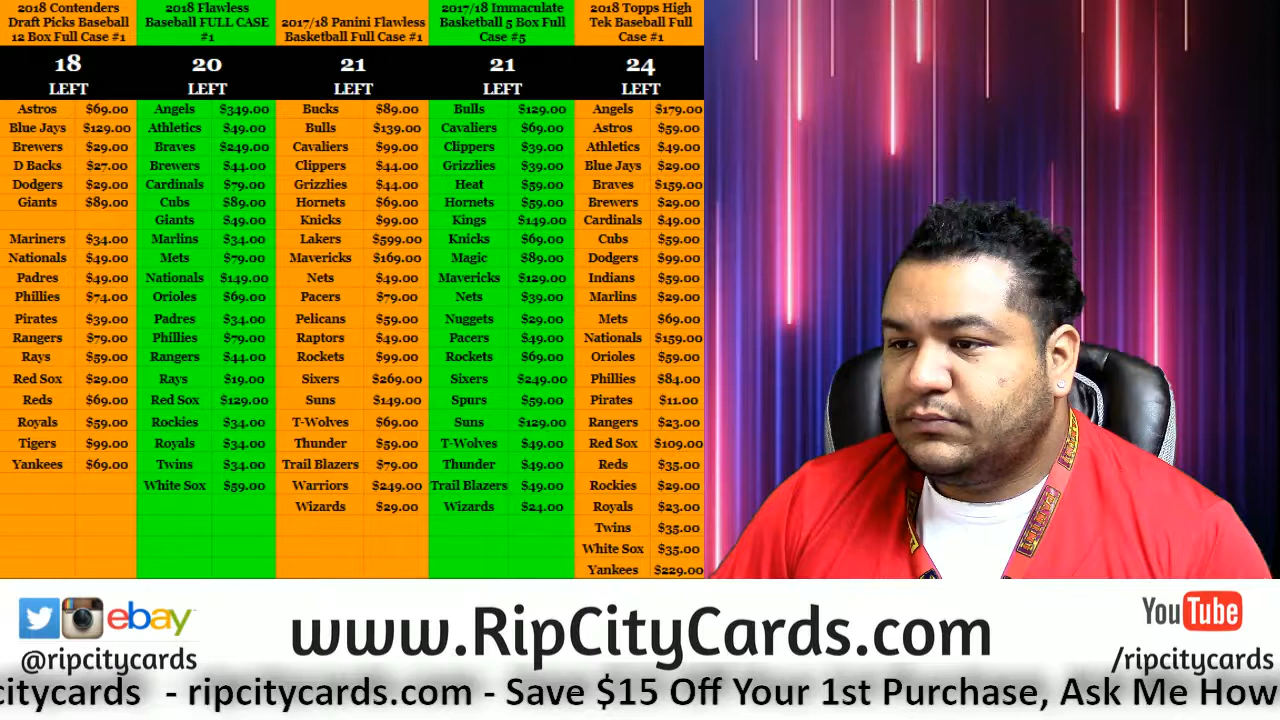 2018 Contenders
Draft Picks Baseball
12 Box Full Case #1
18
LEFT
Astros $69.00
Blue Jays $129.00
Brewers $29.00
D Backs $27.00
Dodgers $29.00
Giants $89.00
Mariners $34.00
Nationals $49.00
Padres $49.00
Phillies $74.00
Pirates $39.00
Rangers $79.00
Rays $59.00
Red Sox $29.00
Reds $69.00
Royals $59.00
Tigers $99.00
Yankees $69.00
2018 Flawless
Baseball FULL CASE
#1
20
LEFT
Angels $349.00
Athletics $49.00
Braves $249.00
Brewers $44.00
Cardinals $79.00
Cubs $89.00
Giants $49.00
Marlins $34.00
Mets $79.00
Nationals $149.00
Orioles $69.00
Padres $34.00
Phillies $79.00
Rangers $44.00
Rays $19.00
Red Sox $129.00
Rockies $34.00
Royals $34.00
Twins $34.00
White Sox $59.00
2017/18 Panini Flawless
Basketball Full Case #1
21
LEFT
Bucks $89.00
Bulls $139.00
Cavaliers $99.00
Clippers $44.00
Grizzlies $44.00
Hornets $69.00
Knicks $99.00
Lakers $599.00
Mavericks $169.00
Nets $49.00
Pacers $79.00
Pelicans $59.00
Raptors $49.00
Rockets $99.00
Sixers $269.00
Suns $149.00
T-Wolves $69.00
Thunder $59.00
Trail Blazers $79.00
Warriors $249.00
Wizards $29.00
2017/18 Immaculate
Basketball 5 Box Full
Case #5
21
LEFT
Bulls $129.00
Cavaliers $69.00
Clippers $39.00
Grizzlies $39.00
Heat $59.00
Hornets $59.00
Kings $149.00
Knicks $69.00
Magic $89.00
Mavericks $129.00
Nets $39.00
Nuggets $29.00
Pacers $49.00
Rockets $69.00
Sixers $249.00
Spurs $59.00
Suns $129.00
T-Wolves $49.00
Thunder $49.00
Trail Blazers $49.00
Wizards $24.00
2018 Topps High
Tek Baseball Full
Case #1
24
LEFT
Angels $179.00
Astros $59.00
Athletics $49.00
Blue Jays $29.00
Braves $159.00
Brewers $29.00
Cardinals $49.00
Cubs $59.00
Dodgers $99.00
Indians $59.00
Marlins $29.00
Mets $69.00
Nationals $159.00
Orioles $59.00
Phillies $84.00
Pirates $11.00
Rangers $23.00
Red Sox $109.00
Reds $35.00
Rockies $29.00
Royals $23.00
Twins $35.00
White Sox $35.00
Yankees $229.00
ebay
@ripcitycards
www.RipCityCards.com
YouTube
/ripcitycards
citycards - ripcitycards.com - Save $15 Off Your 1st Purchase, Ask Me How